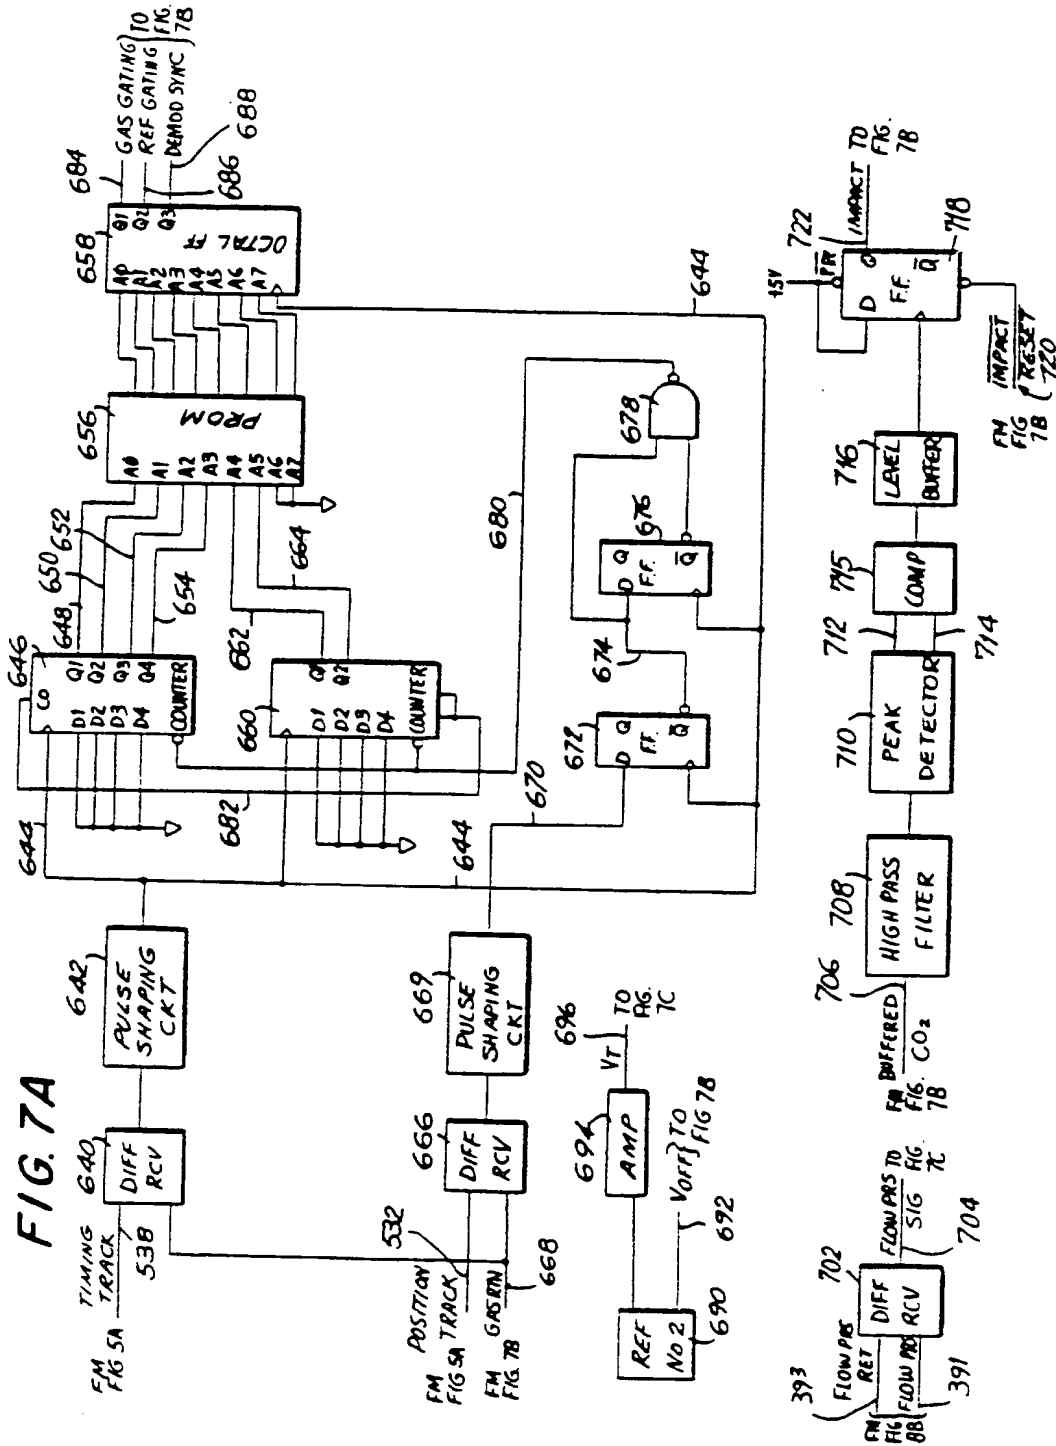 FIG. 7A
FM
FIG 5A
TIMING
TRACK
538
640
DIFF
RCV
642
PULSE
SHAPING
CKT
644
646
CO
Q1
Q2
Q3
Q4
D1
D2
D3
D4
COUNTER
648
650
652
654
656
PROM
A0
A1
A2
A3
A4
A5
A6
A7
658
OCTAL FF
A0
A1
A2
A3
A4
A5
A6
A7
Q1
Q2
Q3
684
GAS GATING
REF GATING
DEMOD SYNC
TO
FIG.
7B
686
688
682
660
Q1
Q2
D1
D2
D3
D4
COUNTER
662
664
644
POSITION
TRACK
FM
FIG 5A
532
FM
FIG. 7B
GAS RTN
668
666
DIFF
RCV
669
PULSE
SHAPING
CKT
670
672
D
Q
F.F.
Q̅
674
676
D
Q
F.F.
Q̅
678
680
644
REF
NO 2
690
694
AMP
696
VT
TO
FIG.
7C
VOFF} TO
FIG 7B
692
393
FLOW PRS
RET
FM
FIG
8B
FLOW PRS
391
702
DIFF
RCV
FLOW PRS
SIG
TO
FIG.
7C
704
FM
FIG.
7B
BUFFERED
CO2
706
708
HIGH PASS
FILTER
710
PEAK
DETECTOR
712
714
715
COMP
716
LEVEL
BUFFER
+5V
PR
D
Q
F.F.
Q̅
718
722
IMPACT
TO
FIG.
7B
FM
FIG
7B
IMPACT
RESET
720